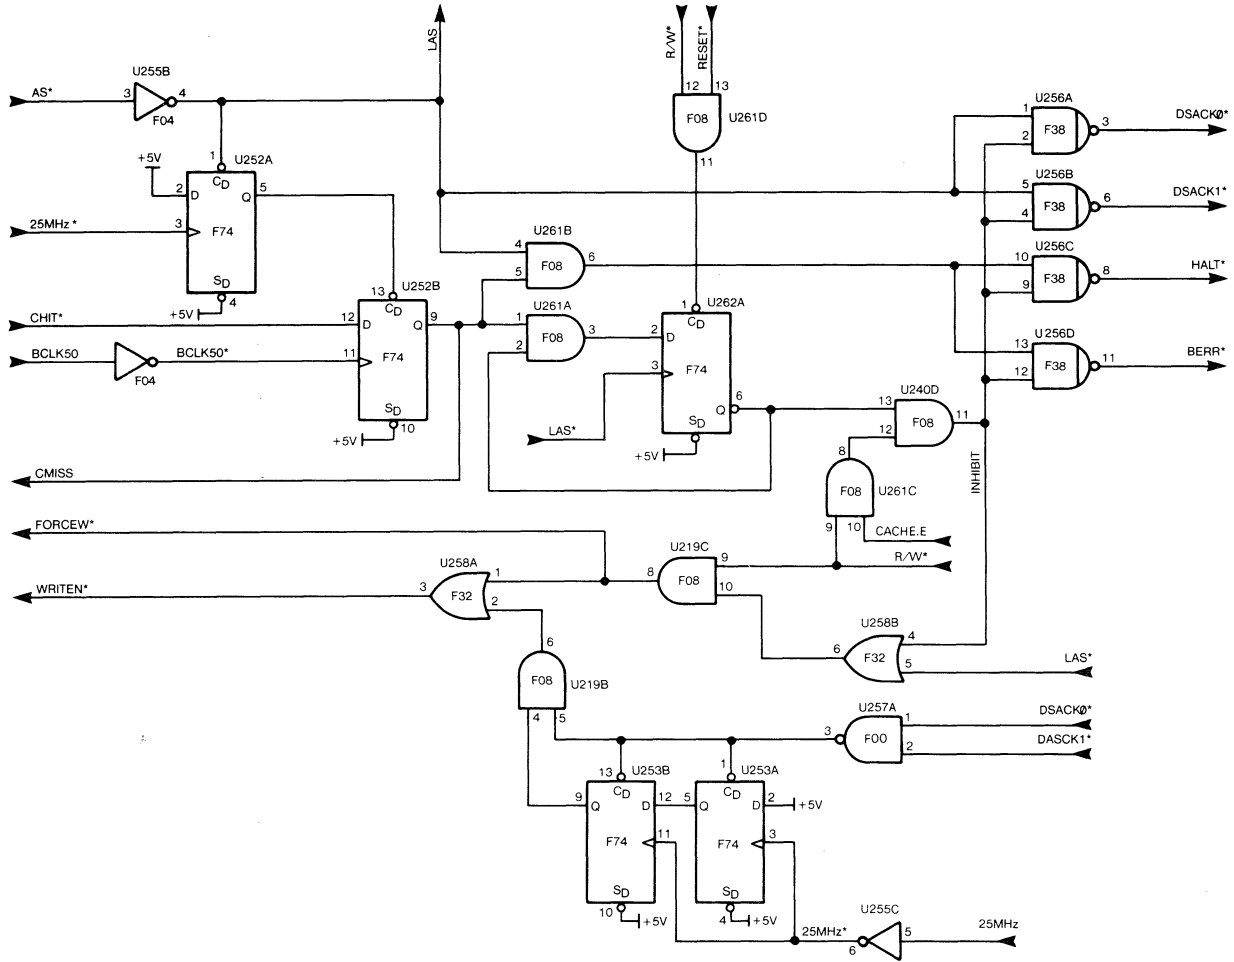 LAS
R/W*
RESET*
U255B
AS*
3
4
F04
12
13
F08
U261D
11
U256A
1
2
F38
3
DSACK0*
+5V
1
U252A
CD
2
D
Q
5
25MHz*
3
F74
SD
4
+5V
U256B
5
4
F38
6
DSACK1*
U261B
4
5
F08
6
U256C
10
9
F38
8
HALT*
13
U252B
CD
CHIT*
12
D
Q
9
BCLK50
F04
BCLK50*
11
F74
SD
10
+5V
U261A
1
2
F08
3
1
U262A
CD
2
D
3
F74
Q
6
SD
+5V
LAS*
U256D
13
12
F38
11
BERR*
U240D
13
12
F08
11
INHIBIT
8
F08
U261C
9
10
CACHE.E
R/W*
CMISS
FORCEW*
U219C
8
F08
9
10
U258A
WRITEN*
3
F32
1
2
U258B
6
F32
4
5
LAS*
6
F08
U219B
4
5
U257A
3
F00
1
2
DSACK0*
DASCK1*
13
U253B
CD
9
Q
D
12
F74
11
SD
10
+5V
1
U253A
CD
5
Q
D
2
+5V
F74
3
SD
4
+5V
25MHz*
U255C
6
5
25MHz